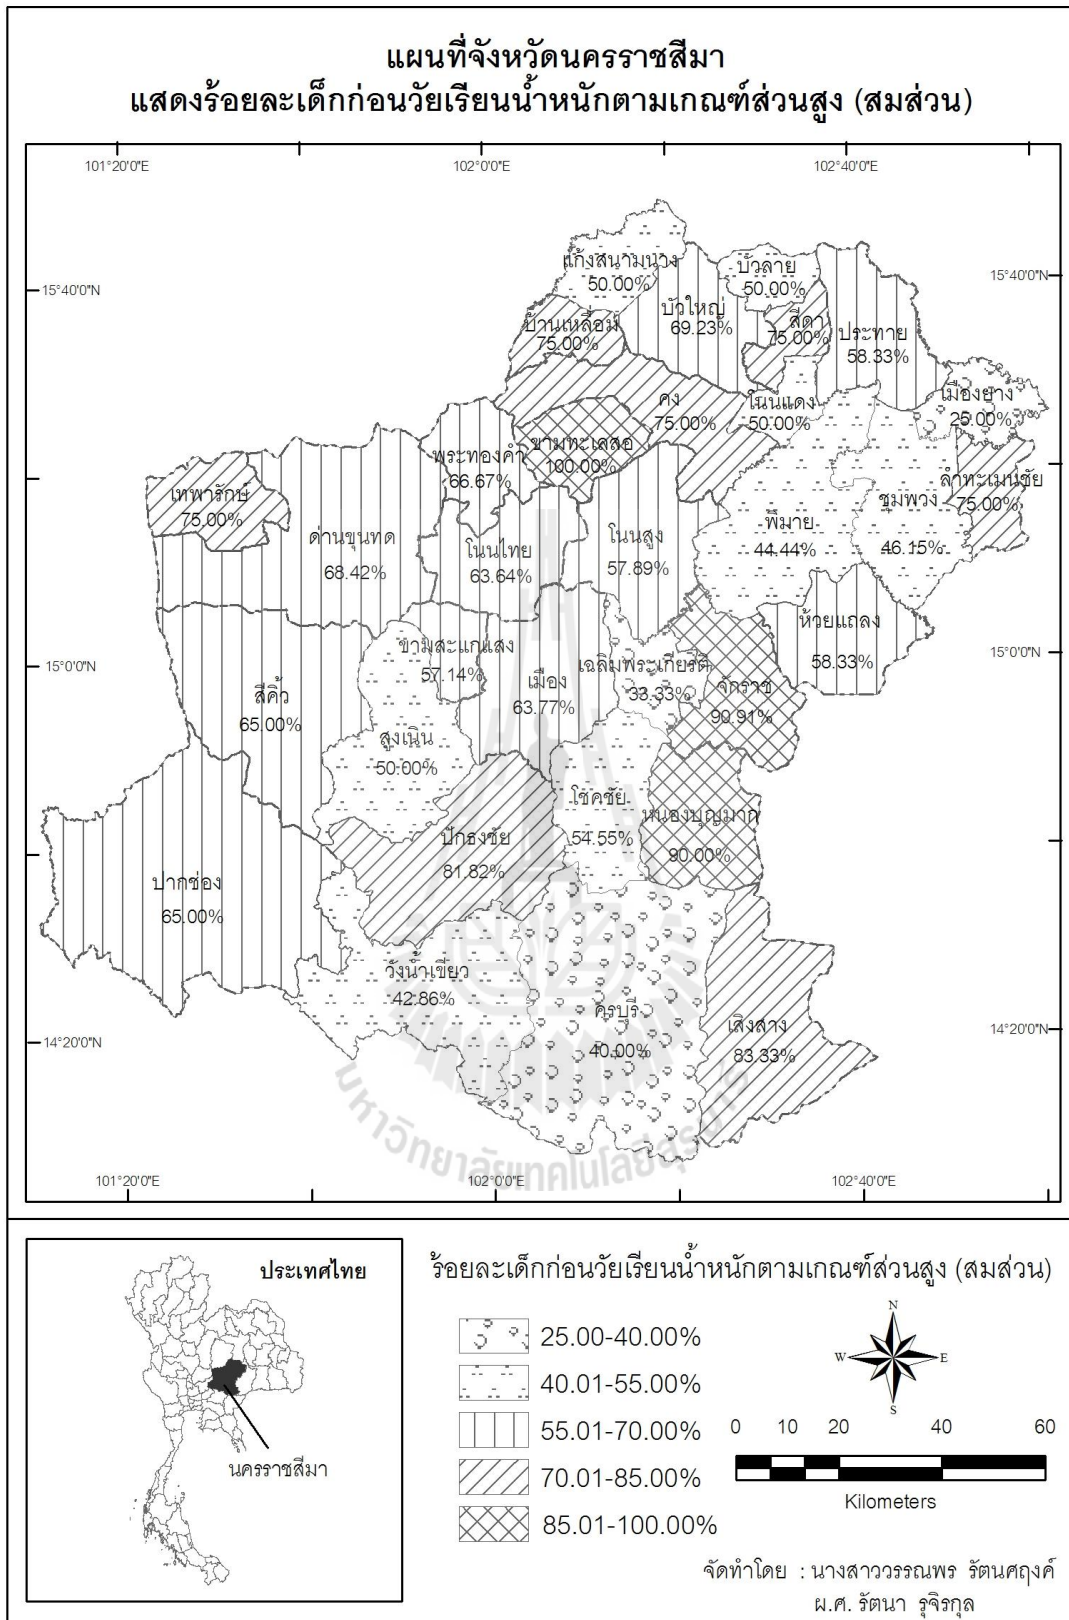 แผนที่จังหวัดนครราชสีมา
แสดงร้อยละเด็กก่อนวัยเรียนน้ำหนักตามเกณฑ์ส่วนสูง (สมส่วน)
101°20'0"E
102°0'0"E
102°40'0"E
15°40'0"N
15°40'0"N
แก้งสนามนาง
50.00%
บัวลาย
50.00%
บัวใหญ่
69.23%
บ้านเหลื่อม
75.00%
สีดา
75.00%
ประทาย
58.33%
เมืองยาง
25.00%
คง
75.00%
โนนแดง
50.00%
ขามทะเลสอ
100.00%
พระทองคำ
66.67%
ลำทะเมนชัย
75.00%
เทพารักษ์
75.00%
ด่านขุนทด
68.42%
โนนไทย
63.64%
โนนสูง
57.89%
พิมาย
44.44%
ชุมพวง
46.15%
ห้วยแถลง
58.33%
15°0'0"N
15°0'0"N
ขามสะแกแสง
57.14%
เมือง
63.77%
เฉลิมพระเกียรติ
33.33%
จักราช
90.91%
สีคิ้ว
65.00%
สูงเนิน
50.00%
โชคชัย
54.55%
หนองบุญมาก
90.00%
ปักธงชัย
81.82%
ปากช่อง
65.00%
วังน้ำเขียว
42.86%
ครบุรี
40.00%
เสิงสาง
83.33%
14°20'0"N
14°20'0"N
มหาวิทยาลัยเทคโนโลยีสุรนารี
101°20'0"E
102°0'0"E
102°40'0"E
ประเทศไทย
นครราชสีมา
ร้อยละเด็กก่อนวัยเรียนน้ำหนักตามเกณฑ์ส่วนสูง (สมส่วน)
25.00-40.00%
40.01-55.00%
55.01-70.00%
70.01-85.00%
85.01-100.00%
N
W E
S
0 10 20 40 60
Kilometers
จัดทำโดย : นางสาววรรณพร รัตนศฤงค์
ผ.ศ. รัตนา รุจิรกุล